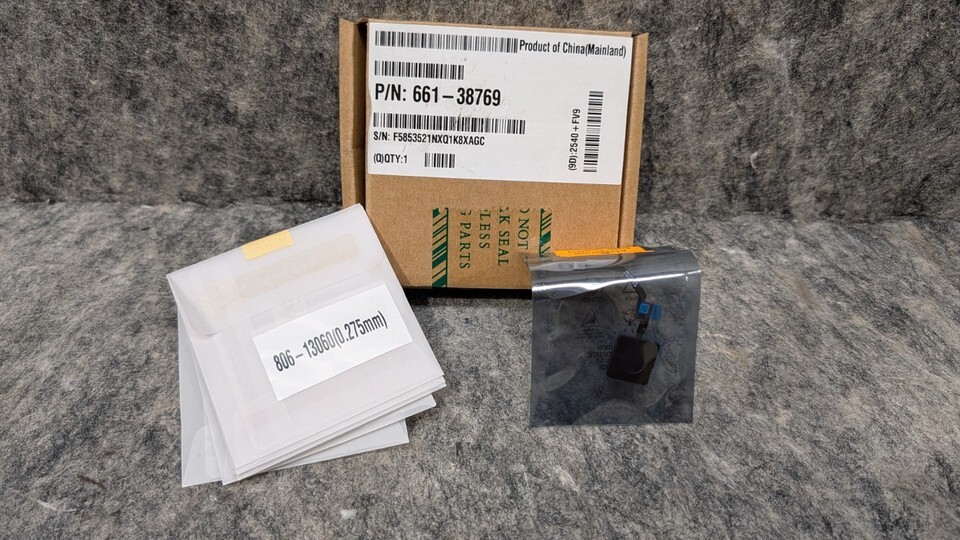 Product of China(Mainland)
P/N: 661-38769
S/N: F5853521NXQ1K8XAGC
(Q)QTY:1
(9D):2540+FV9
NOT
K SEAL
LESS
PARTS
806-13060(0.275mm)